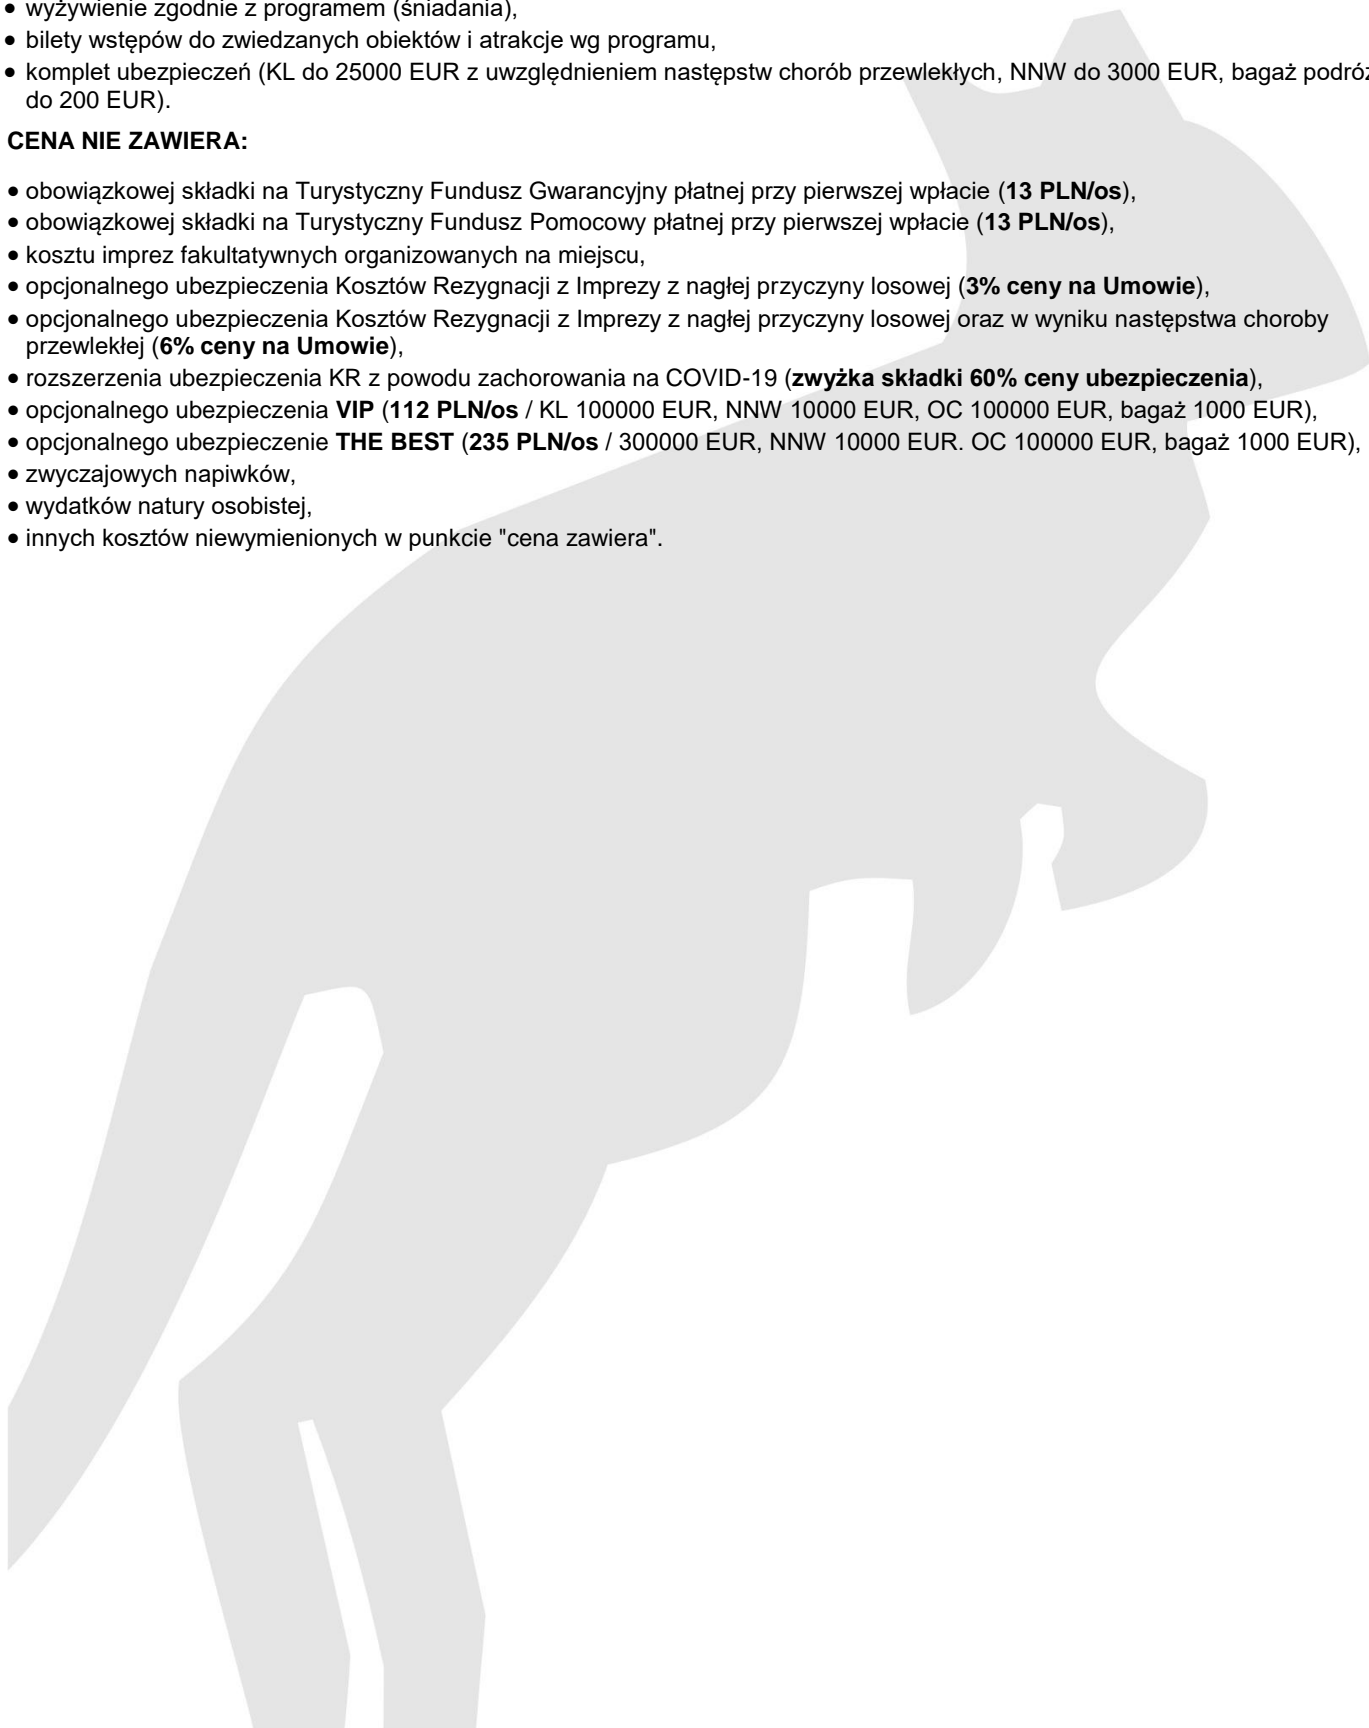 • wyżywienie zgodnie z programem (śniadania),
• bilety wstępów do zwiedzanych obiektów i atrakcje wg programu,
• komplet ubezpieczeń (KL do 25000 EUR z uwzględnieniem następstw chorób przewlekłych, NNW do 3000 EUR, bagaż
do 200 EUR).
CENA NIE ZAWIERA:
• obowiązkowej składki na Turystyczny Fundusz Gwarancyjny płatnej przy pierwszej wpłacie (13 PLN/os),
• obowiązkowej składki na Turystyczny Fundusz Pomocowy płatnej przy pierwszej wpłacie (13 PLN/os),
• kosztu imprez fakultatywnych organizowanych na miejscu,
• opcjonalnego ubezpieczenia Kosztów Rezygnacji z Imprezy z nagłej przyczyny losowej (3% ceny na Umowie),
• opcjonalnego ubezpieczenia Kosztów Rezygnacji z Imprezy z nagłej przyczyny losowej oraz w wyniku następstwa choroby
przewlekłej (6% ceny na Umowie),
• rozszerzenia ubezpieczenia KR z powodu zachorowania na COVID-19 (zwyżka składki 60% ceny ubezpieczenia),
• opcjonalnego ubezpieczenia VIP (112 PLN/os / KL 100000 EUR, NNW 10000 EUR, OC 100000 EUR, bagaż 1000 EUR),
• opcjonalnego ubezpieczenie THE BEST (235 PLN/os / 300000 EUR, NNW 10000 EUR. OC 100000 EUR, bagaż 1000 EUR),
• zwyczajowych napiwków,
• wydatków natury osobistej,
• innych kosztów niewymienionych w punkcie "cena zawiera".